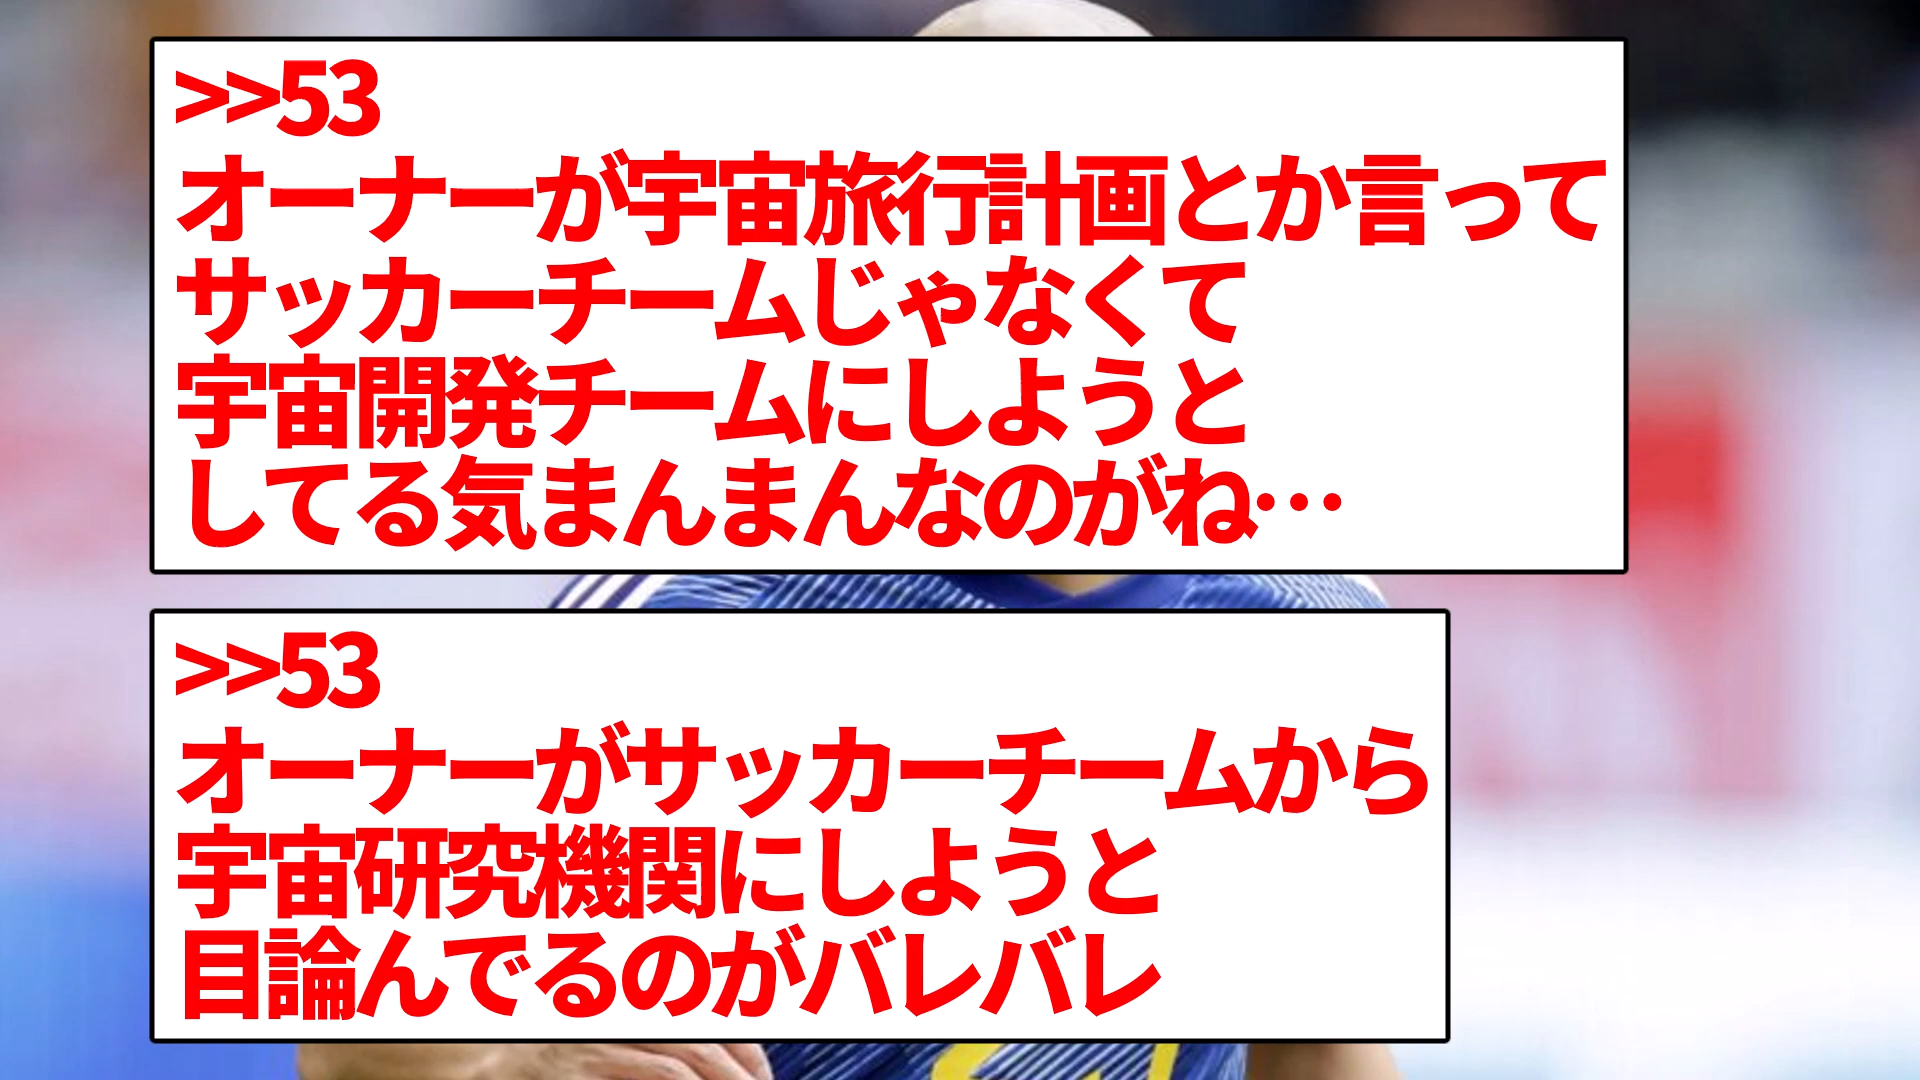 >>53
オーナーが宇宙旅行計画とか言って
サッカーチームじゃなくて
宇宙開発チームにしようと
してる気まんまんなのがね…
>>53
オーナーがサッカーチームから
宇宙研究機関にしようと
目論んでるのがバレバレ